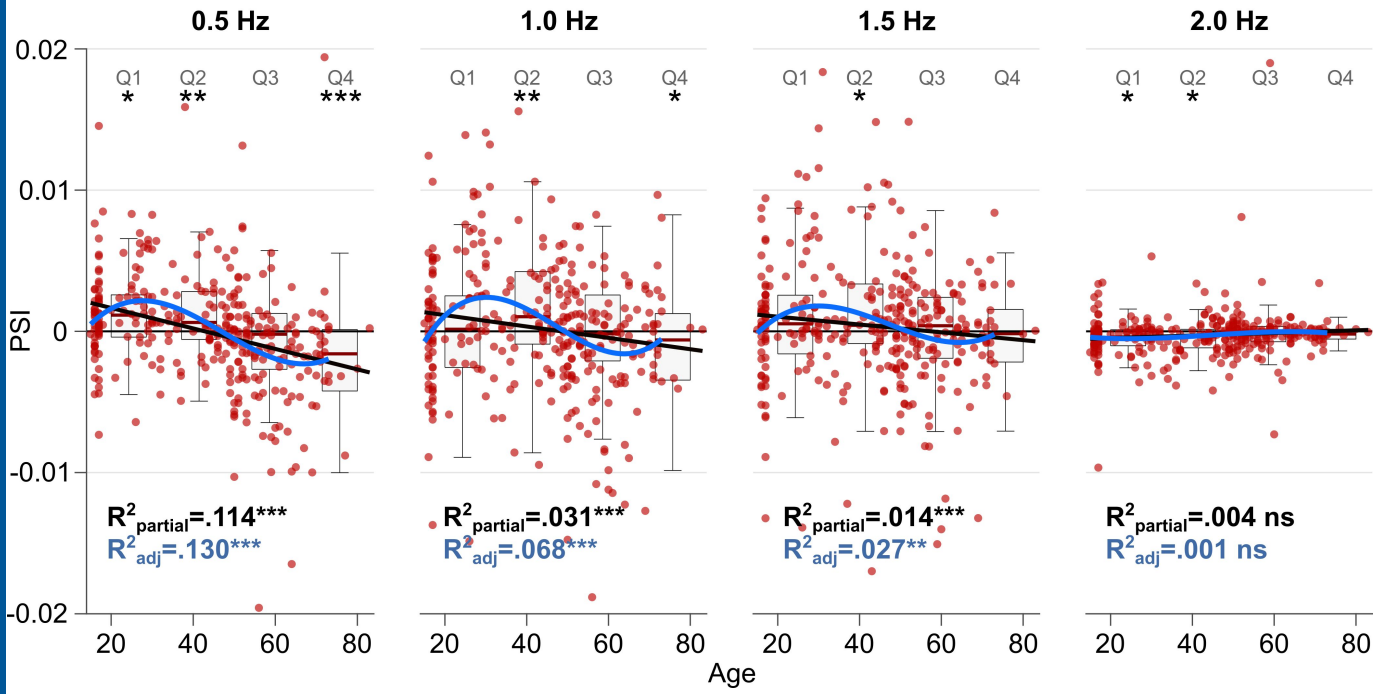 0.5 Hz 1.0 Hz 1.5 Hz 2.0 Hz
0.02
Q1 Q2 Q3 Q4 Q1 Q2 Q3 Q4 Q1 Q2 Q3 Q4 Q1 Q2 Q3 Q4
* ** *** ** * * * *
0.01
0
PSI
-0.01
R²partial=.114*** R²partial=.031*** R²partial=.014*** R²partial=.004 ns
R²adj=.130*** R²adj=.068*** R²adj=.027** R²adj=.001 ns
-0.02
20 40 60 80 20 40 60 80 20 40 60 80 20 40 60 80
Age